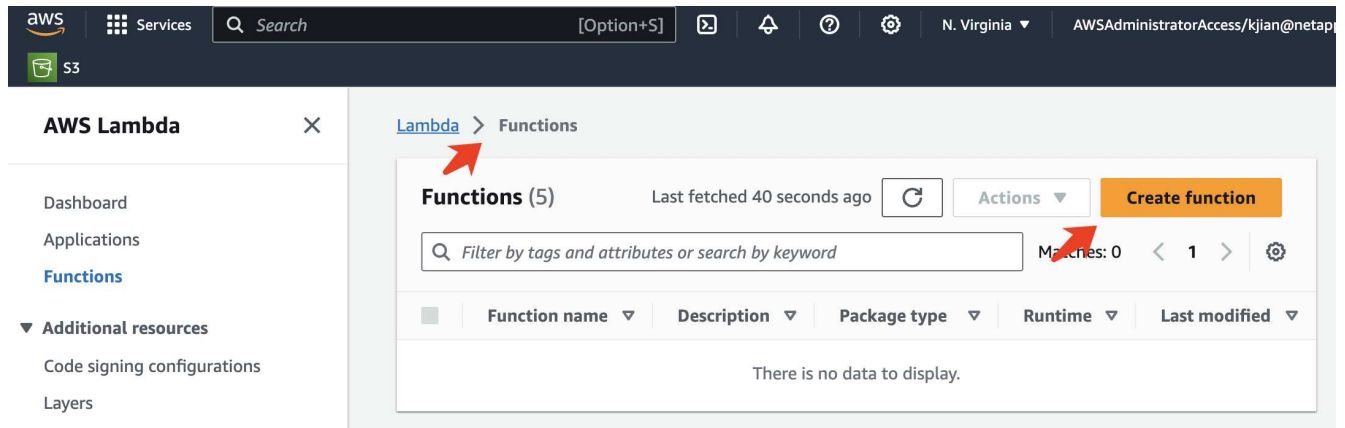 aws Services Search [Option+S] N. Virginia ▼ AWSAdministratorAccess/kjian@netapp
S3
AWS Lambda
Dashboard
Applications
Functions
▼ Additional resources
Code signing configurations
Layers
Lambda > Functions
Functions (5) Last fetched 40 seconds ago Actions ▼ Create function
Filter by tags and attributes or search by keyword Matches: 0 < 1 >
Function name Description Package type Runtime Last modified
There is no data to display.